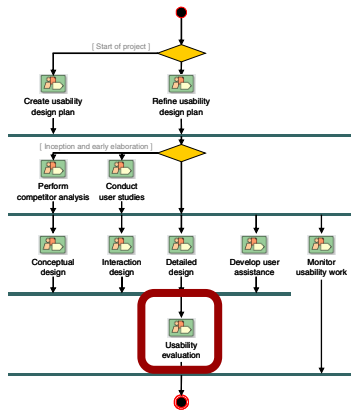 [ Start of project ]
Create usability
design plan
Refine usability
design plan
[ Inception and early elaboration ]
Perform
competitor analysis
Conduct
user studies
Conceptual
design
Interaction
design
Detailed
design
Develop user
assistance
Monitor
usability work
Usability
evaluation